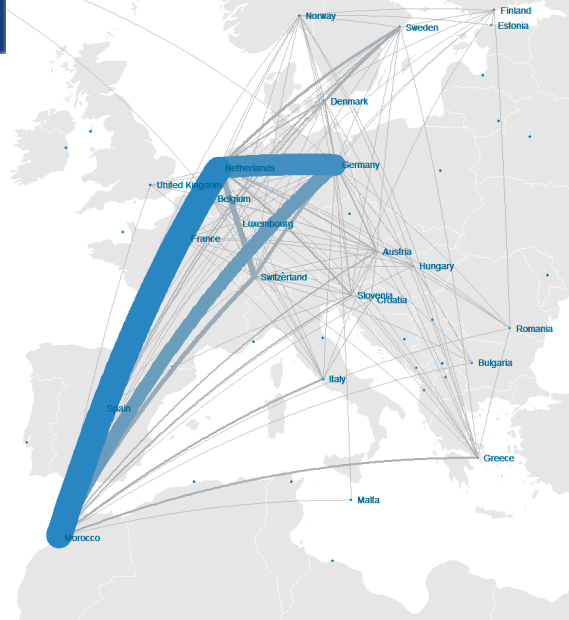 Finland
Norway
Estonia
Sweden
Denmark
Germany
Netherlands
United Kingdom
Belgium
Luxembourg
France
Austria
Hungary
Switzerland
Slovenia
Croatia
Romania
Bulgaria
Italy
Spain
Greece
Malta
Morocco